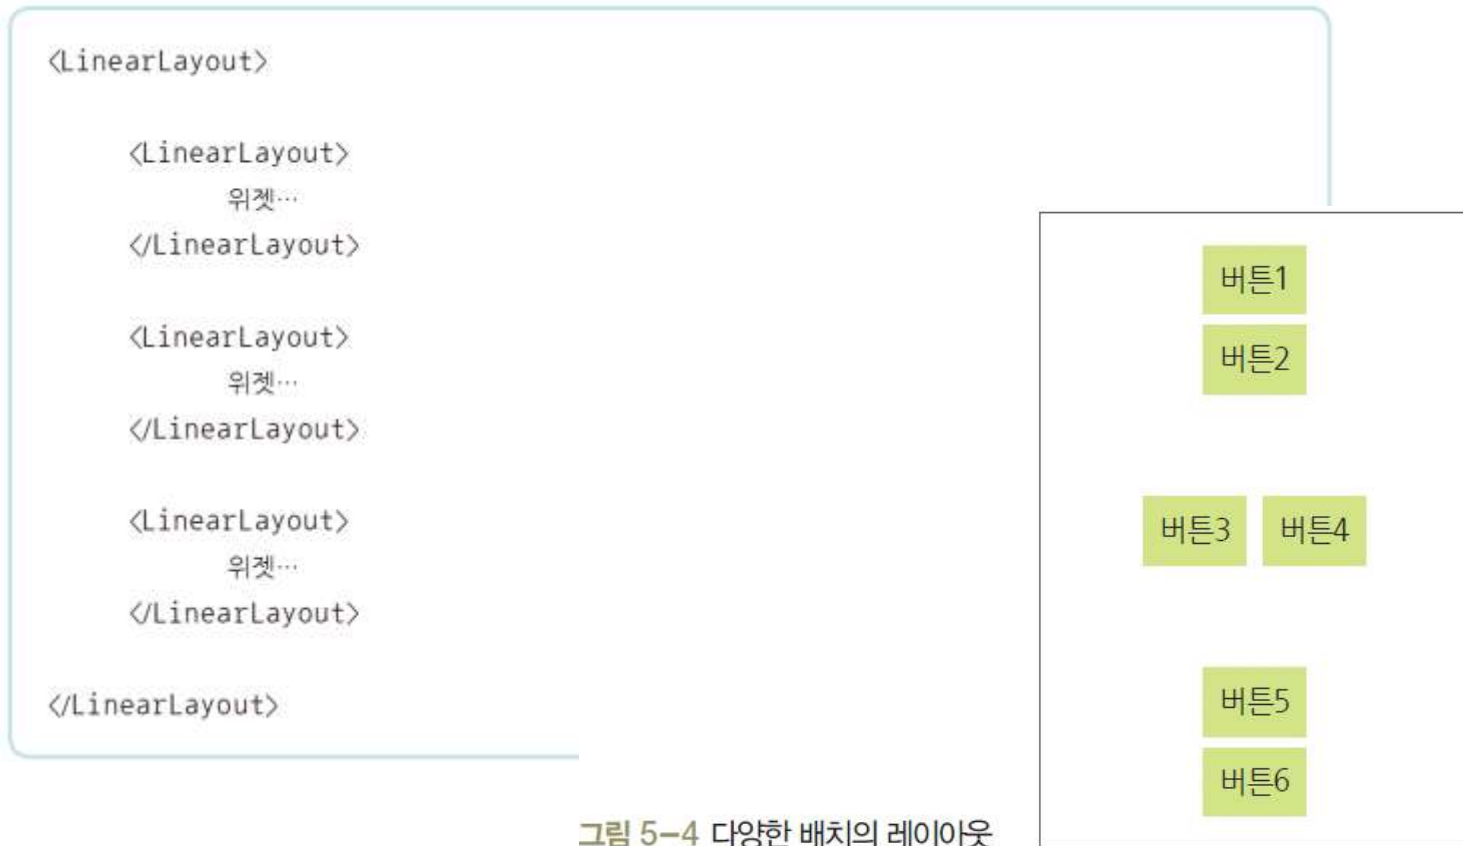 <LinearLayout>
<LinearLayout>
위젯…
</LinearLayout>
<LinearLayout>
위젯…
</LinearLayout>
<LinearLayout>
위젯…
</LinearLayout>
</LinearLayout>
버튼1
버튼2
버튼3 버튼4
버튼5
버튼6
그림 5-4 다양한 배치의 레이아웃